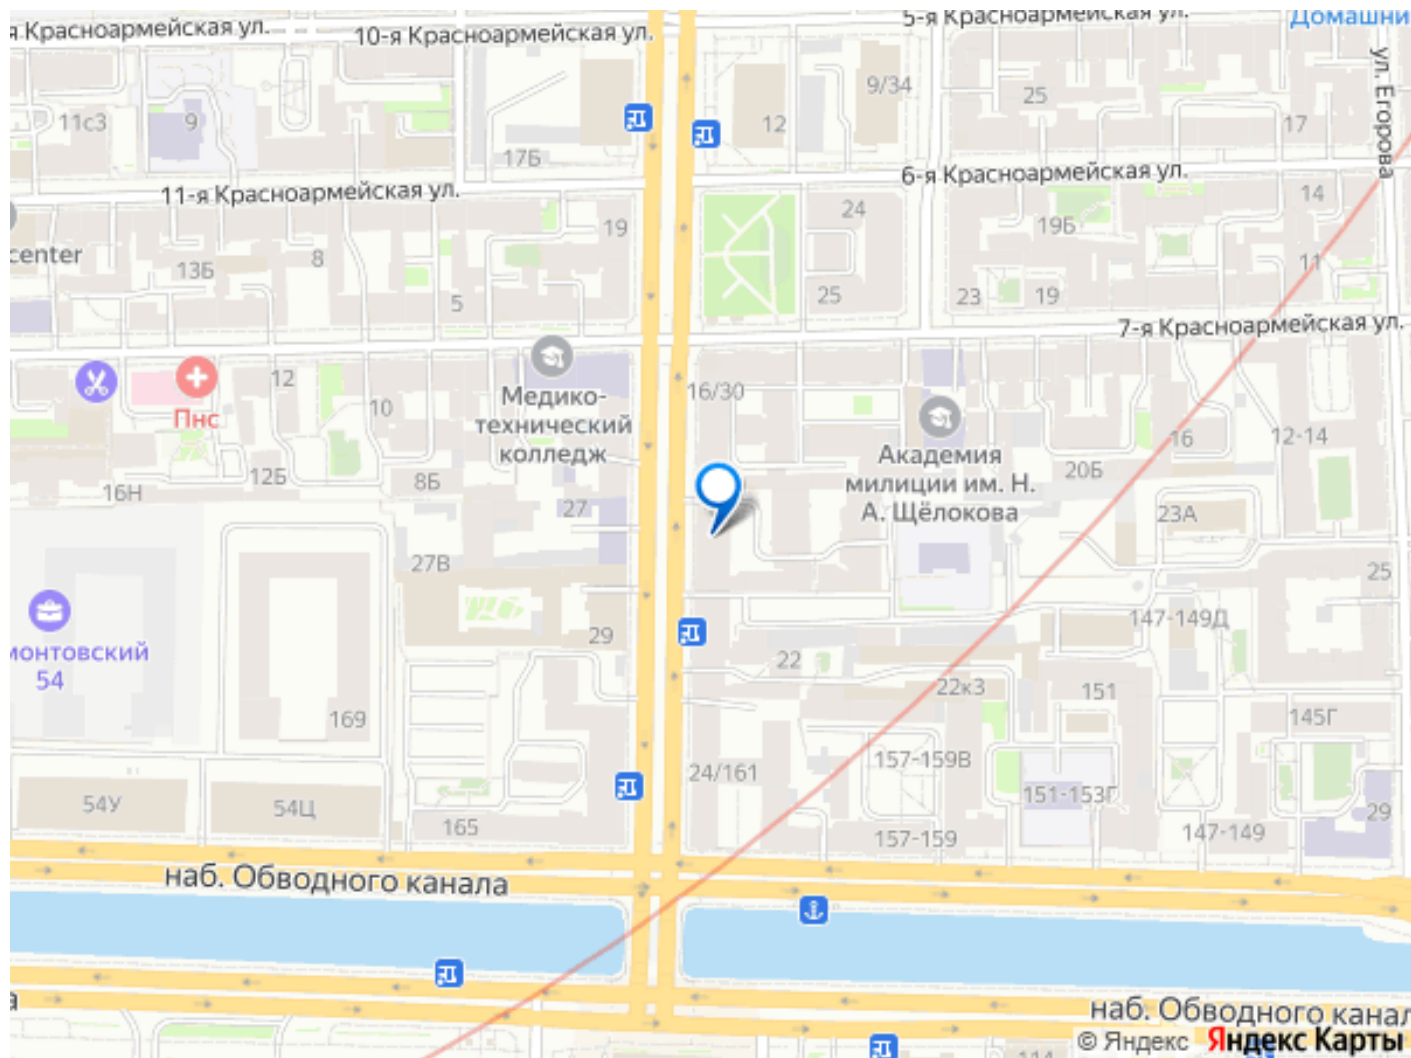 я Красноармейская ул.
10-я Красноармейская ул.
5-я Красноармейская ул.
Домашни
ул. Егорова
11с3
9
17Б
12
9/34
25
17
11-я Красноармейская ул.
6-я Красноармейская ул.
center
13Б
8
5
19
24
25
19Б
14
11
23
19
7-я Красноармейская ул.
Пнс
12
10
Медико-
технический
колледж
16/30
Академия
милиции им. Н.
А. Щёлокова
16
12-14
20Б
16Н
12Б
8Б
27
23А
27В
25
монтовский
54
29
22
147-149Д
22к3
151
169
145Г
24/161
157-159В
151-153Г
54У
54Ц
165
157-159
147-149
29
наб. Обводного канала
а
наб. Обводного канал
114
© Яндекс Яндекс Карты